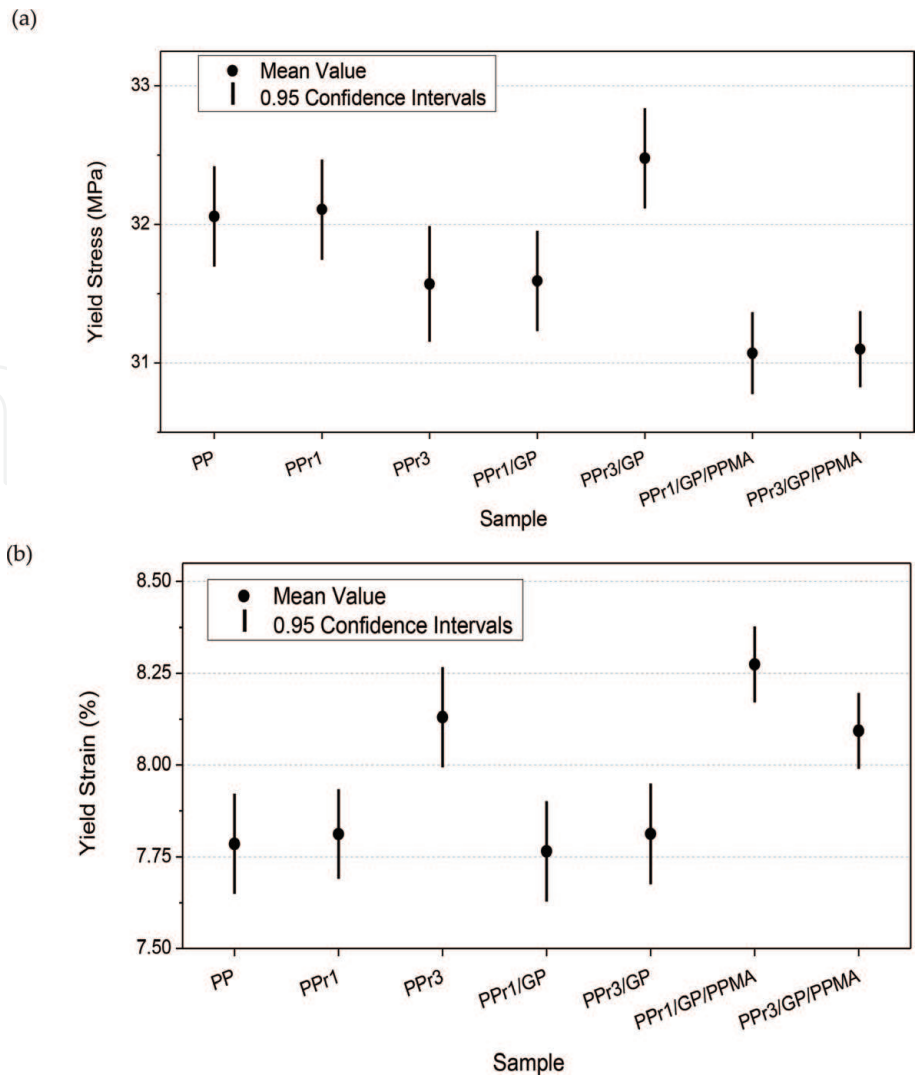 (a)
Mean Value
0.95 Confidence Intervals
33
32
31
Yield Stress (MPa)
PP
PPr1
PPr3
PPr1/GP
PPr3/GP
PPr1/GP/PPMA
PPr3/GP/PPMA
Sample
(b)
Mean Value
0.95 Confidence Intervals
8.50
8.25
8.00
7.75
7.50
Yield Strain (%)
PP
PPr1
PPr3
PPr1/GP
PPr3/GP
PPr1/GP/PPMA
PPr3/GP/PPMA
Sample